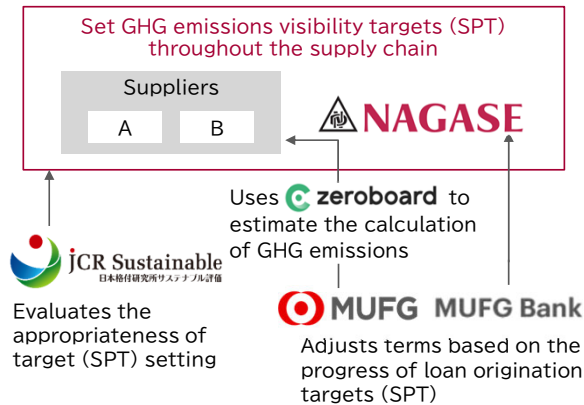 Set GHG emissions visibility targets (SPT)
throughout the supply chain
Suppliers
A
B
NAGASE
Uses zeroboard to
estimate the calculation
of GHG emissions
JCR Sustainable
日本格付研究所サステナブル評価
Evaluates the
appropriateness of
target (SPT) setting
MUFG MUFG Bank
Adjusts terms based on the
progress of loan origination
targets (SPT)